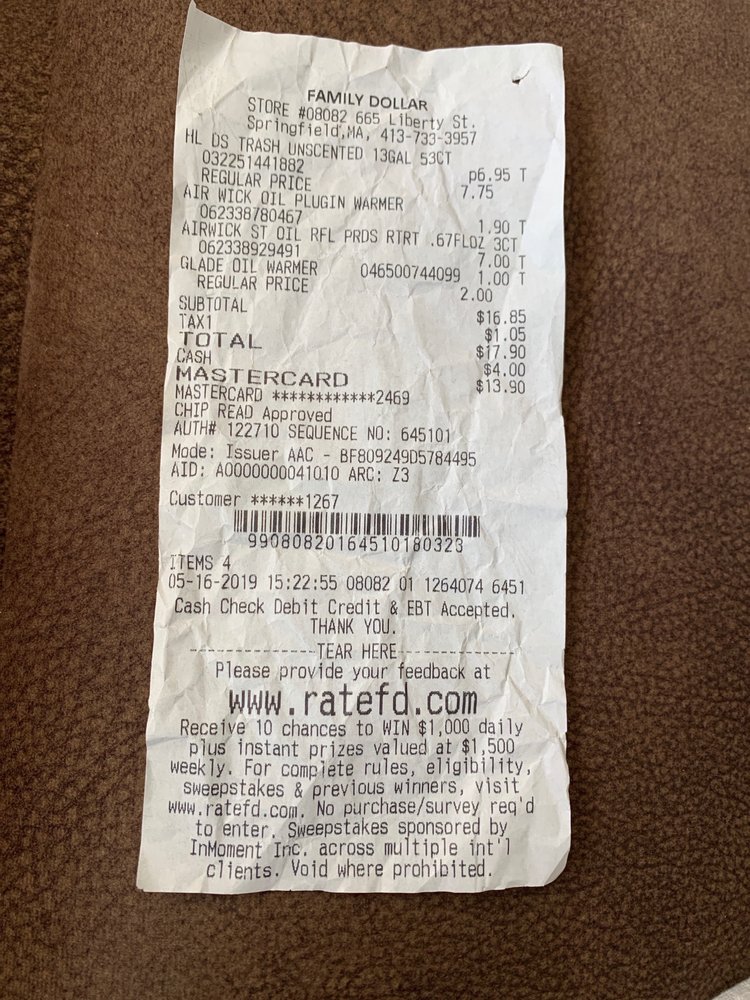 FAMILY DOLLAR
STORE #08082 665 Liberty St.
Springfield,MA, 413-733-3957
HL DS TRASH UNSCENTED 13GAL 53CT
032251441882 p6.95 T
REGULAR PRICE 7.75
AIR WICK OIL PLUGIN WARMER
062338780467 1.90 T
AIRWICK ST OIL RFL PRDS RTRT .67FLOZ 3CT
062338929491 7.00 T
GLADE OIL WARMER 046500744099 1.00 T
REGULAR PRICE 2.00
SUBTOTAL $16.85
TAX1 $1.05
TOTAL $17.90
CASH $4.00
MASTERCARD $13.90
MASTERCARD ************2469
CHIP READ Approved
AUTH# 122710 SEQUENCE NO: 645101
Mode: Issuer AAC - BF809249D5784495
AID: A0000000041010 ARC: Z3
Customer ******1267
99080820164510180323
ITEMS 4
05-16-2019 15:22:55 08082 01 1264074 6451
Cash Check Debit Credit & EBT Accepted.
THANK YOU.
---------------TEAR HERE---------------
Please provide your feedback at
www.ratefd.com
Receive 10 chances to WIN $1,000 daily
plus instant prizes valued at $1,500
weekly. For complete rules, eligibility,
sweepstakes & previous winners, visit
www.ratefd.com. No purchase/survey req'd
to enter. Sweepstakes sponsored by
InMoment Inc. across multiple int'l
clients. Void where prohibited.